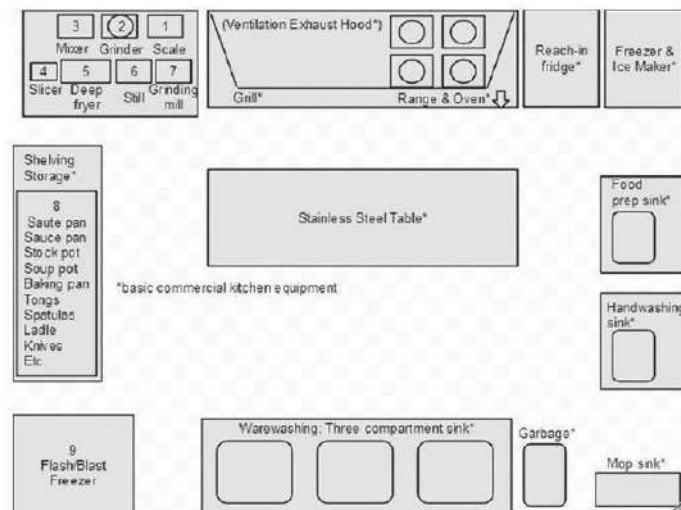 3 2 1
Mixer Grinder Scale
4 5 6 7
Slicer Deep fryer Still Grinding mill
(Ventilation Exhaust Hood*)
Grill* Range & Oven*
Reach-in
fridge*
Freezer &
Ice Maker*
Shelving
Storage*
8
Saute pan
Sauce pan
Stock pot
Soup pot
Baking pan
Tongs
Spatulas
Ladle
Knives
Etc
Stainless Steel Table*
*basic commercial kitchen equipment
Food
prep sink*
Handwashing
sink*
9
Flash/Blast
Freezer
Warewashing: Three compartment sink*
Garbage*
Mop sink*